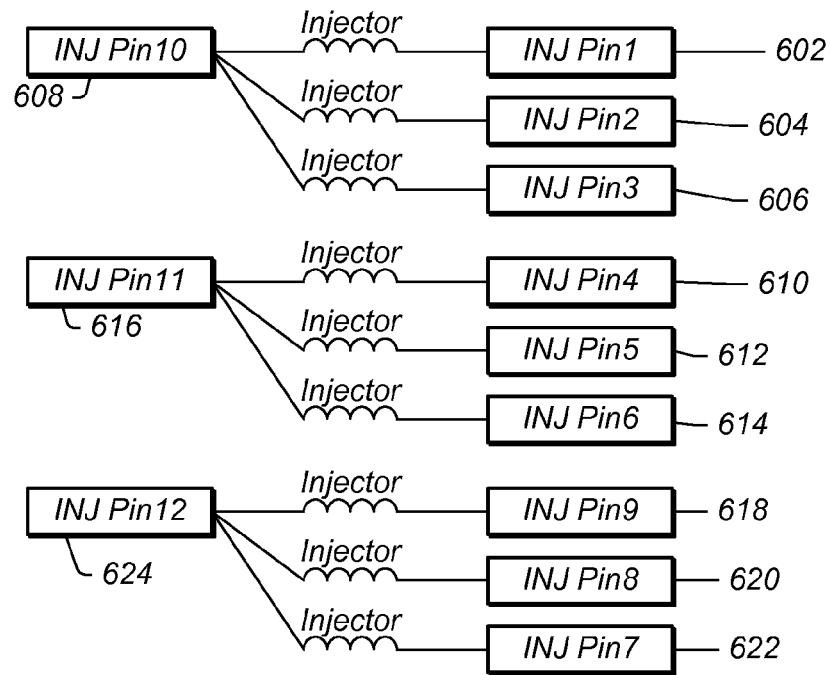 Injector
INJ Pin10
INJ Pin1
602
608
Injector
INJ Pin2
604
Injector
INJ Pin3
606
Injector
INJ Pin11
INJ Pin4
610
616
Injector
INJ Pin5
612
Injector
INJ Pin6
614
Injector
INJ Pin12
INJ Pin9
618
624
Injector
INJ Pin8
620
Injector
INJ Pin7
622